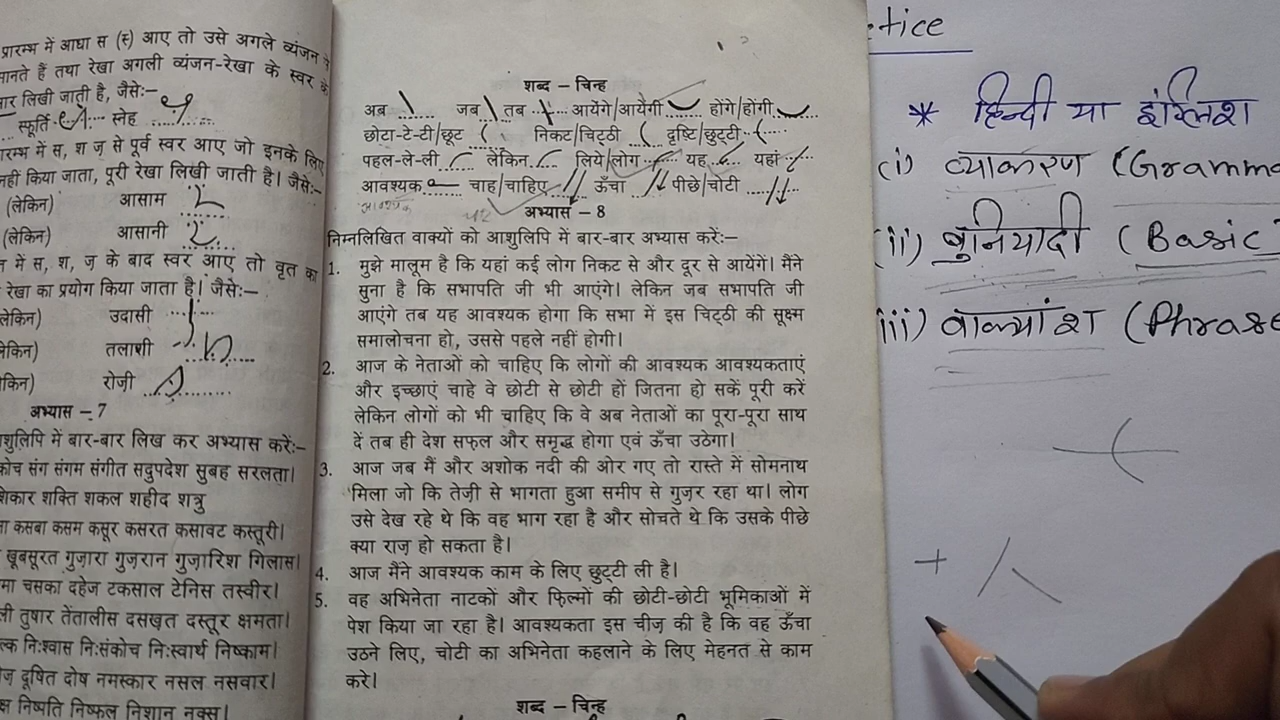 प्रारम्भ में आधा स (स्) आए तो उसे अगले व्यंजन
मानते हैं तथा रेखा अगली व्यंजन-रेखा के स्वर के
लिखी जाती है, जैसे:–
स्फूर्ति स्नेह
में स, श ज़ से पूर्व स्वर आए जो इनके लिए
नहीं किया जाता, पूरी रेखा लिखी जाती है। जैसे:–
(लेकिन) आसाम
(लेकिन) आसानी
में स, श, ज़ के बाद स्वर आए तो वृत का
रेखा का प्रयोग किया जाता है। जैसे:–
उदासी
तलाशी
रोज़ी
अभ्यास – 7
में बार-बार लिख कर अभ्यास करें:–
संग संगम संगीत सदुपदेश सुबह सरलता।
शक्ति शकल शहीद शत्रु
कसबा कसम कसूर कसरत कसावट कस्तूरी।
खूबसूरत गुज़ारा गुज़रान गुज़ारिश गिलास।
चसका दहेज टकसाल टेनिस तस्वीर।
तुषार तेंतालीस दसख़त दस्तूर क्षमता।
निःश्वास निःसंकोच निःस्वार्थ निष्काम।
दूषित दोष नमस्कार नसल नसवार।
निष्पति निष्फल निशान नक्स।
शब्द – चिन्ह
अब जब तब आयेंगे/आयेंगी होंगे/होंगी
छोटा-टे-टी/छूट निकट/चिट्ठी दृष्टि/छुट्टी
पहल-ले-ली लेकिन लिये/लोग यह यहां
आवश्यक चाह/चाहिए ऊँचा पीछे/चोटी
अभ्यास – 8
निम्नलिखित वाक्यों को आशुलिपि में बार-बार अभ्यास करें:–
1. मुझे मालूम है कि यहां कई लोग निकट से और दूर से आयेंगे। मैंने
सुना है कि सभापति जी भी आएंगे। लेकिन जब सभापति जी
आएंगे तब यह आवश्यक होगा कि सभा में इस चिट्ठी की सूक्ष्म
समालोचना हो, उससे पहले नहीं होगी।
2. आज के नेताओं को चाहिए कि लोगों की आवश्यक आवश्यकताएं
और इच्छाएं चाहे वे छोटी से छोटी हों जितना हो सकें पूरी करें
लेकिन लोगों को भी चाहिए कि वे अब नेताओं का पूरा-पूरा साथ
दें तब ही देश सफल और समृद्ध होगा एवं ऊँचा उठेगा।
3. आज जब मैं और अशोक नदी की ओर गए तो रास्ते में सोमनाथ
मिला जो कि तेज़ी से भागता हुआ समीप से गुज़र रहा था। लोग
उसे देख रहे थे कि वह भाग रहा है और सोचते थे कि उसके पीछे
क्या राज़ हो सकता है।
4. आज मैंने आवश्यक काम के लिए छुट्टी ली है।
5. वह अभिनेता नाटकों और फ़िल्मों की छोटी-छोटी भूमिकाओं में
पेश किया जा रहा है। आवश्यकता इस चीज़ की है कि वह ऊँचा
उठने लिए, चोटी का अभिनेता कहलाने के लिए मेहनत से काम
करे।
शब्द – चिन्ह
* हिन्दी या इंग्लिश
(i) व्याकरण (Gramma
(ii) बुनियादी (Basic
(iii) वाक्यांश (Phrase